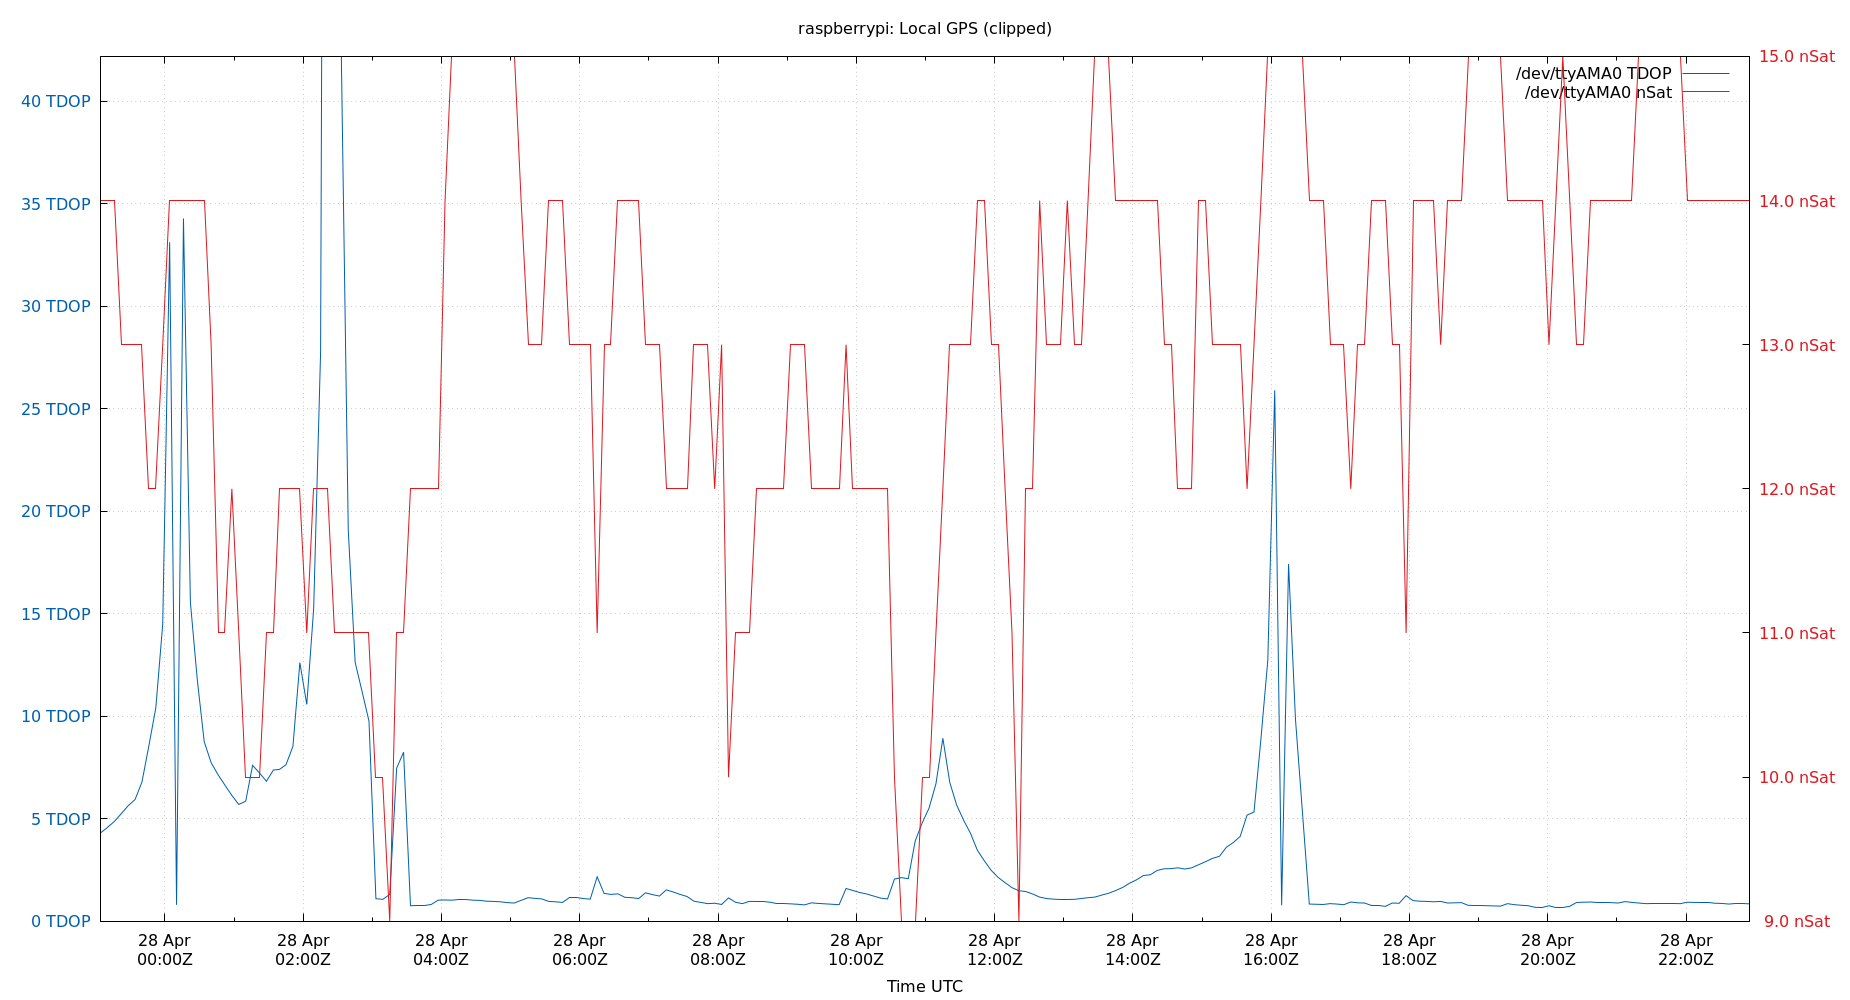 raspberrypi: Local GPS (clipped)
/dev/ttyAMA0 TDOP
/dev/ttyAMA0 nSat
40 TDOP
35 TDOP
30 TDOP
25 TDOP
20 TDOP
15 TDOP
10 TDOP
5 TDOP
0 TDOP
15.0 nSat
14.0 nSat
13.0 nSat
12.0 nSat
11.0 nSat
10.0 nSat
9.0 nSat
28 Apr
00:00Z
28 Apr
02:00Z
28 Apr
04:00Z
28 Apr
06:00Z
28 Apr
08:00Z
28 Apr
10:00Z
28 Apr
12:00Z
28 Apr
14:00Z
28 Apr
16:00Z
28 Apr
18:00Z
28 Apr
20:00Z
28 Apr
22:00Z
Time UTC